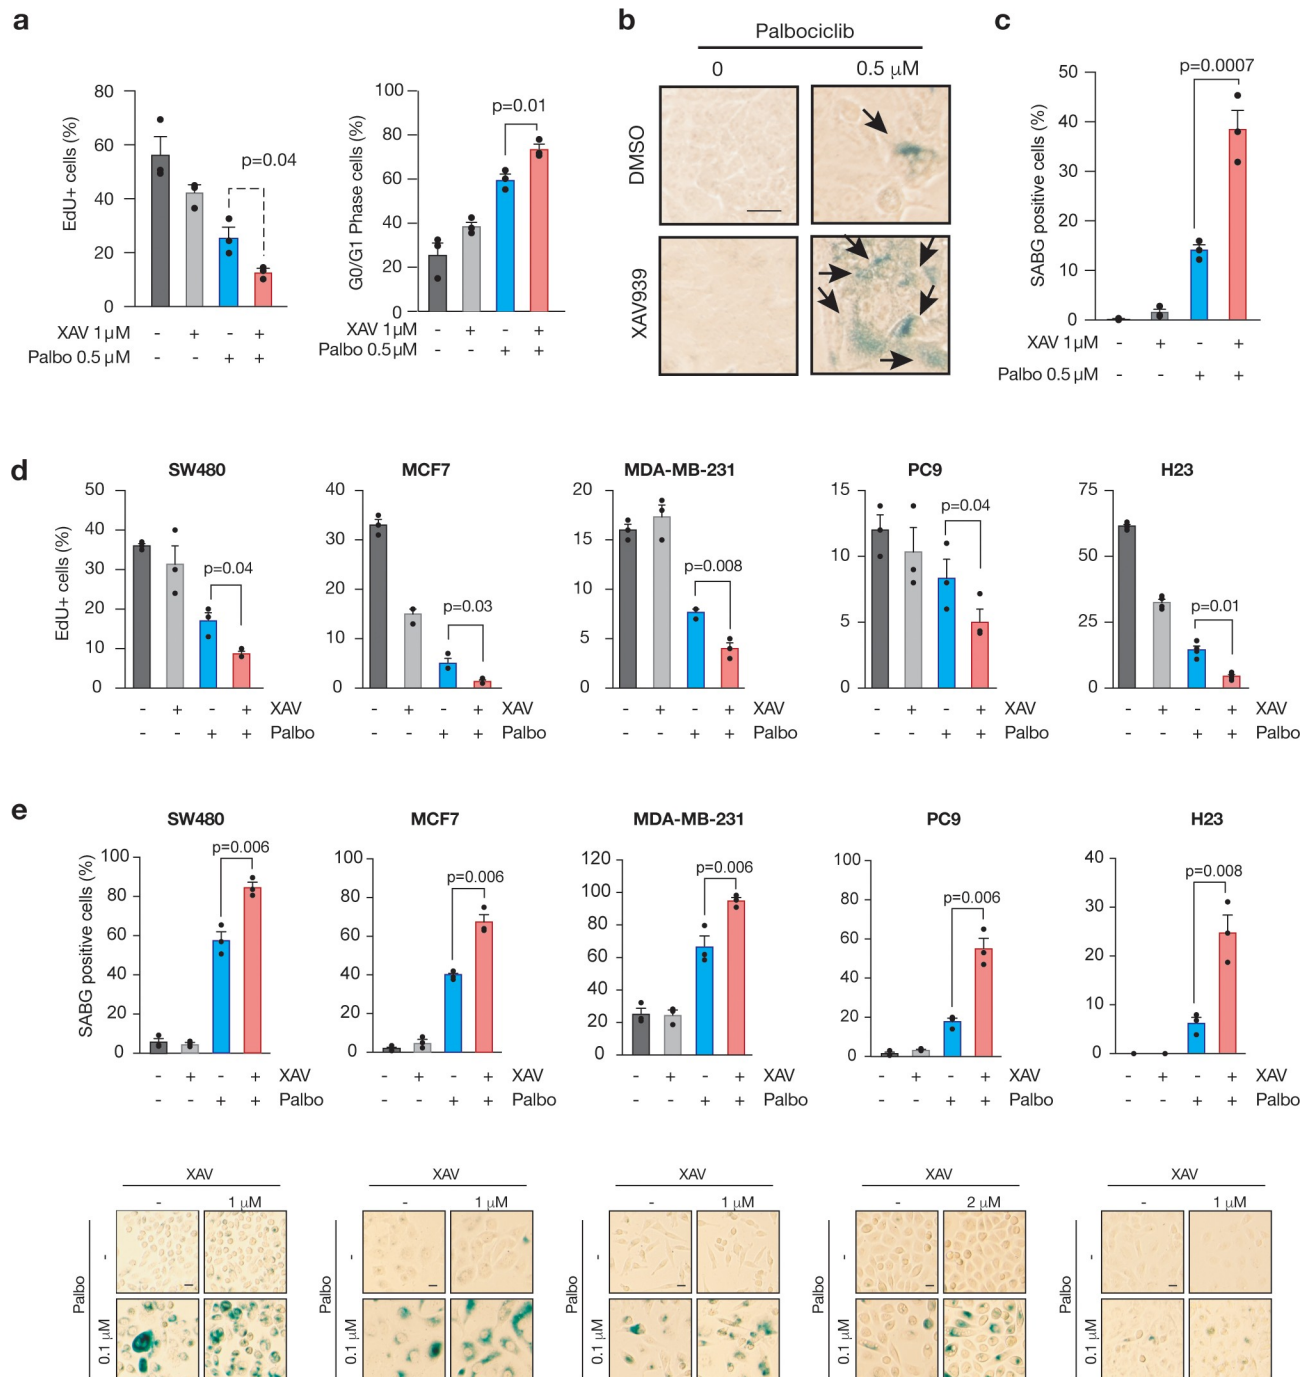 a
EdU+ cells (%)
80
60
40
20
0
p=0.04
XAV 1 µM - + - +
Palbo 0.5 µM - - + +
G0/G1 Phase cells (%)
100
80
60
40
20
0
p=0.01
XAV 1 µM - + - +
Palbo 0.5 µM - - + +
b
Palbociclib
0 0.5 µM
DMSO
XAV939
c
SABG positive cells (%)
50
40
30
20
10
0
p=0.0007
XAV 1µM - + - +
Palbo 0.5 µM - - + +
d
EdU+ cells (%)
SW480
50
40
30
20
10
0
p=0.04
- + - + XAV
- - + + Palbo
MCF7
40
30
20
10
0
p=0.03
- + - + XAV
- - + + Palbo
MDA-MB-231
20
15
10
5
0
p=0.008
- + - + XAV
- - + + Palbo
PC9
15
10
5
0
p=0.04
- + - + XAV
- - + + Palbo
H23
75
50
25
0
p=0.01
- + - + XAV
- - + + Palbo
e
SABG positive cells (%)
SW480
100
80
60
40
20
0
p=0.006
- + - + XAV
- - + + Palbo
MCF7
100
80
60
40
20
0
p=0.006
- + - + XAV
- - + + Palbo
MDA-MB-231
120
100
80
60
40
20
0
p=0.006
- + - + XAV
- - + + Palbo
PC9
100
80
60
40
20
0
p=0.006
- + - + XAV
- - + + Palbo
H23
40
30
20
10
0
p=0.008
- + - + XAV
- - + + Palbo
XAV
- 1 µM
Palbo
-
0.1 µM
XAV
- 1 µM
Palbo
-
0.1 µM
XAV
- 1 µM
Palbo
-
0.1 µM
XAV
- 2 µM
Palbo
-
0.1 µM
XAV
- 1 µM
Palbo
-
0.1 µM